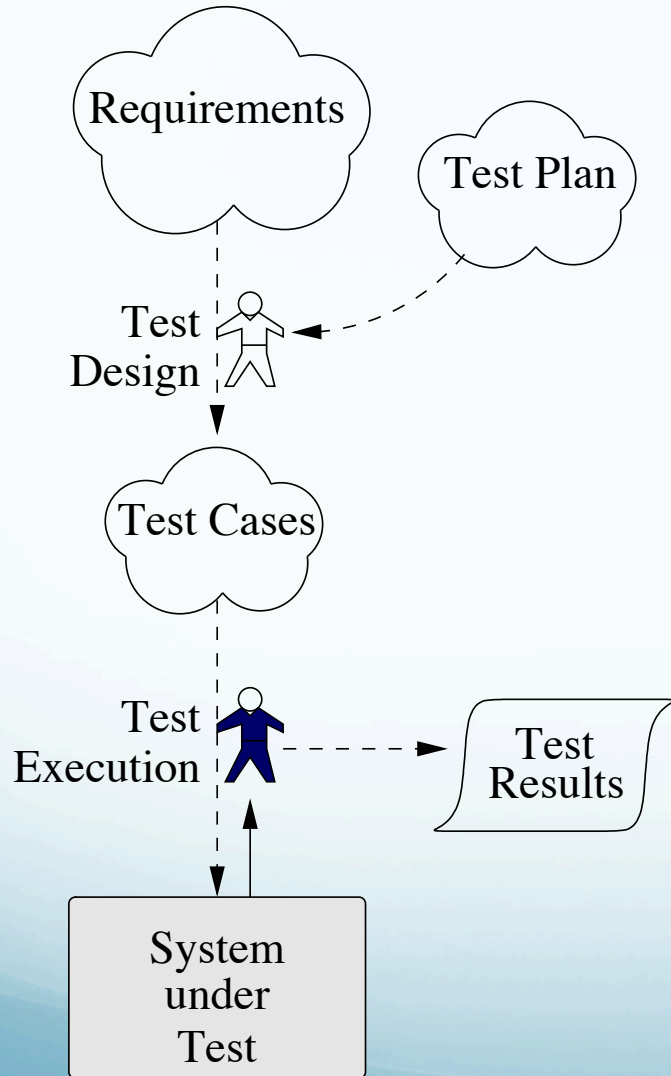 Requirements
Test Plan
Test
Design
Test Cases
Test
Execution
Test
Results
System
under
Test